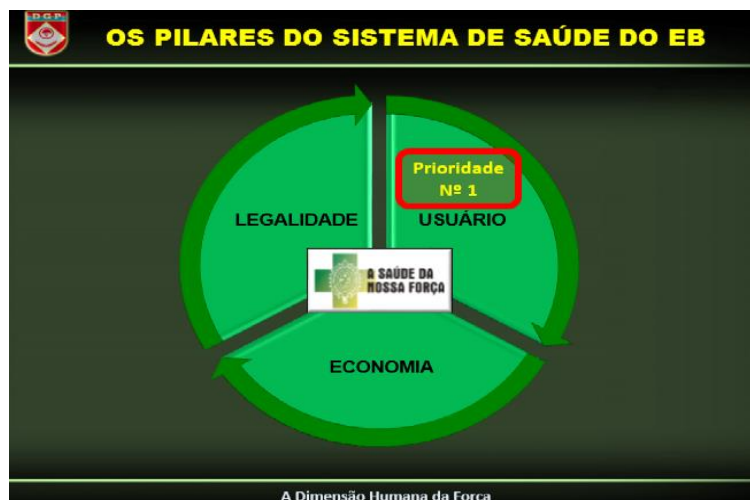 DGP
OS PILARES DO SISTEMA DE SAÚDE DO EB
Prioridade
Nº 1
LEGALIDADE
USUÁRIO
A SAÚDE DA
NOSSA FORÇA
ECONOMIA
A Dimensão Humana da Força